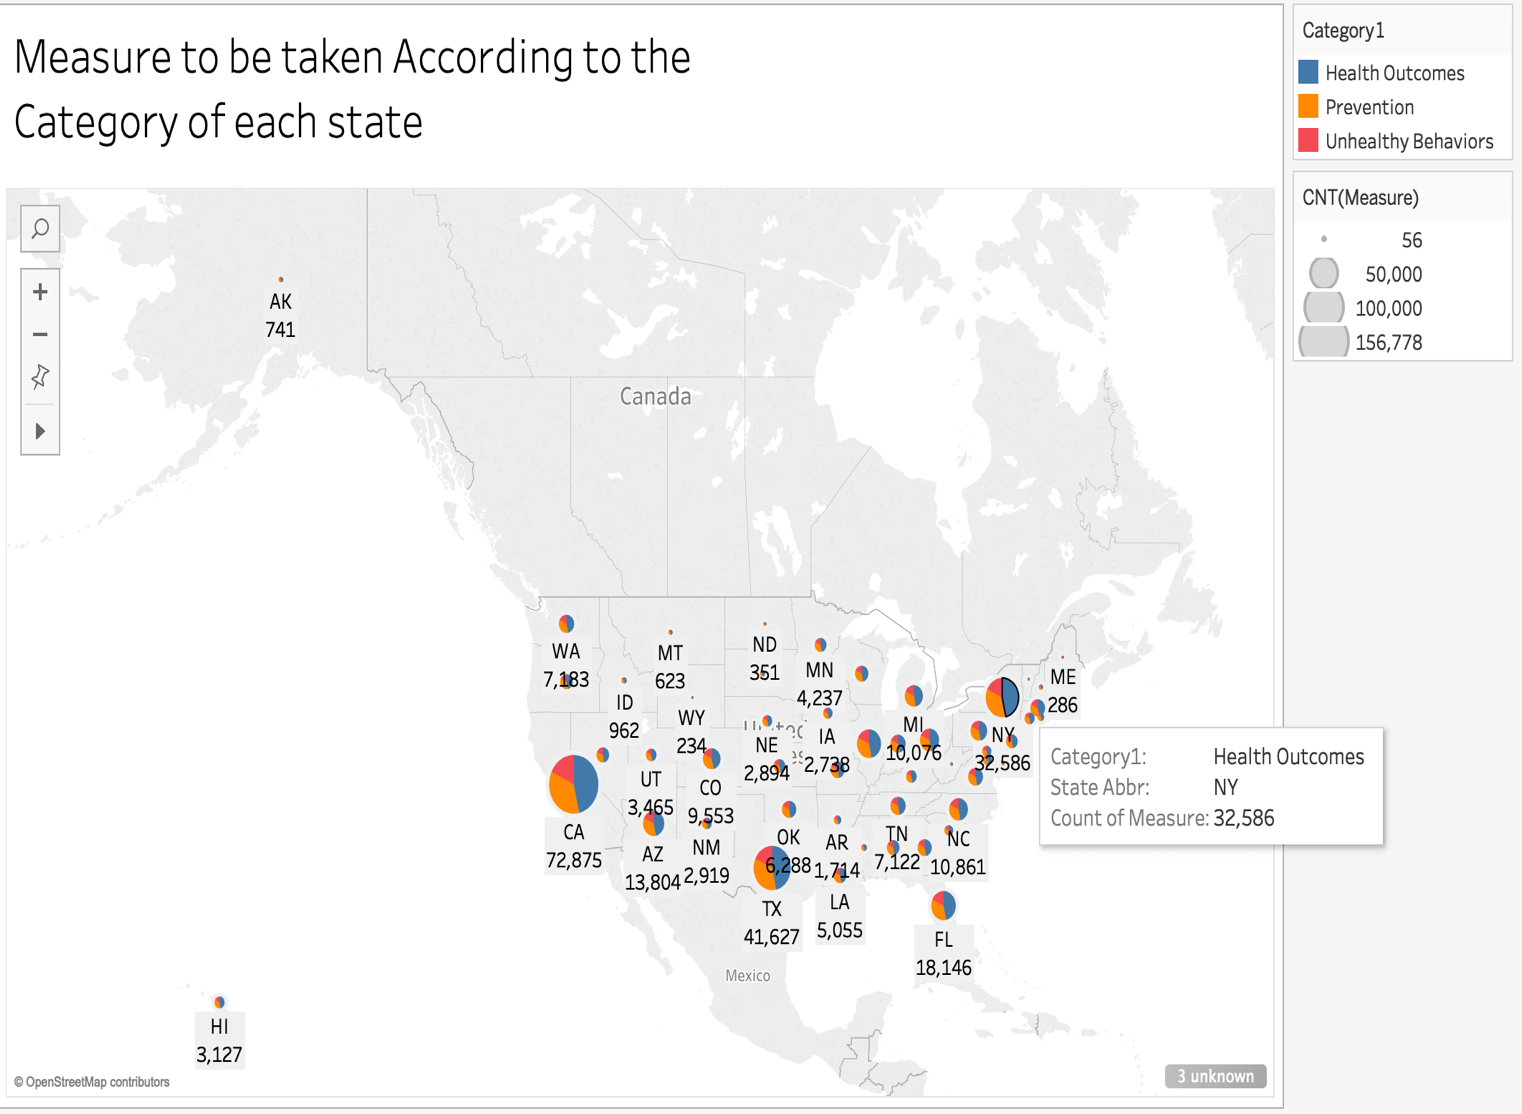 Measure to be taken According to the
Category of each state
Category1
Health Outcomes
Prevention
Unhealthy Behaviors
CNT(Measure)
56
50,000
100,000
156,778
+
−
AK
741
Canada
WA
7,183
MT
623
ND
351
MN
4,237
ID
962
WY
234
ME
286
MI
10,076
NY
32,586
NE
2,894
IA
2,738
UT
3,465
CO
9,553
CA
72,875
AZ
13,804
NM
2,919
OK
6,288
AR
1,714
TN
7,122
NC
10,861
TX
41,627
LA
5,055
FL
18,146
Mexico
HI
3,127
Category1: Health Outcomes
State Abbr: NY
Count of Measure: 32,586
© OpenStreetMap contributors
3 unknown